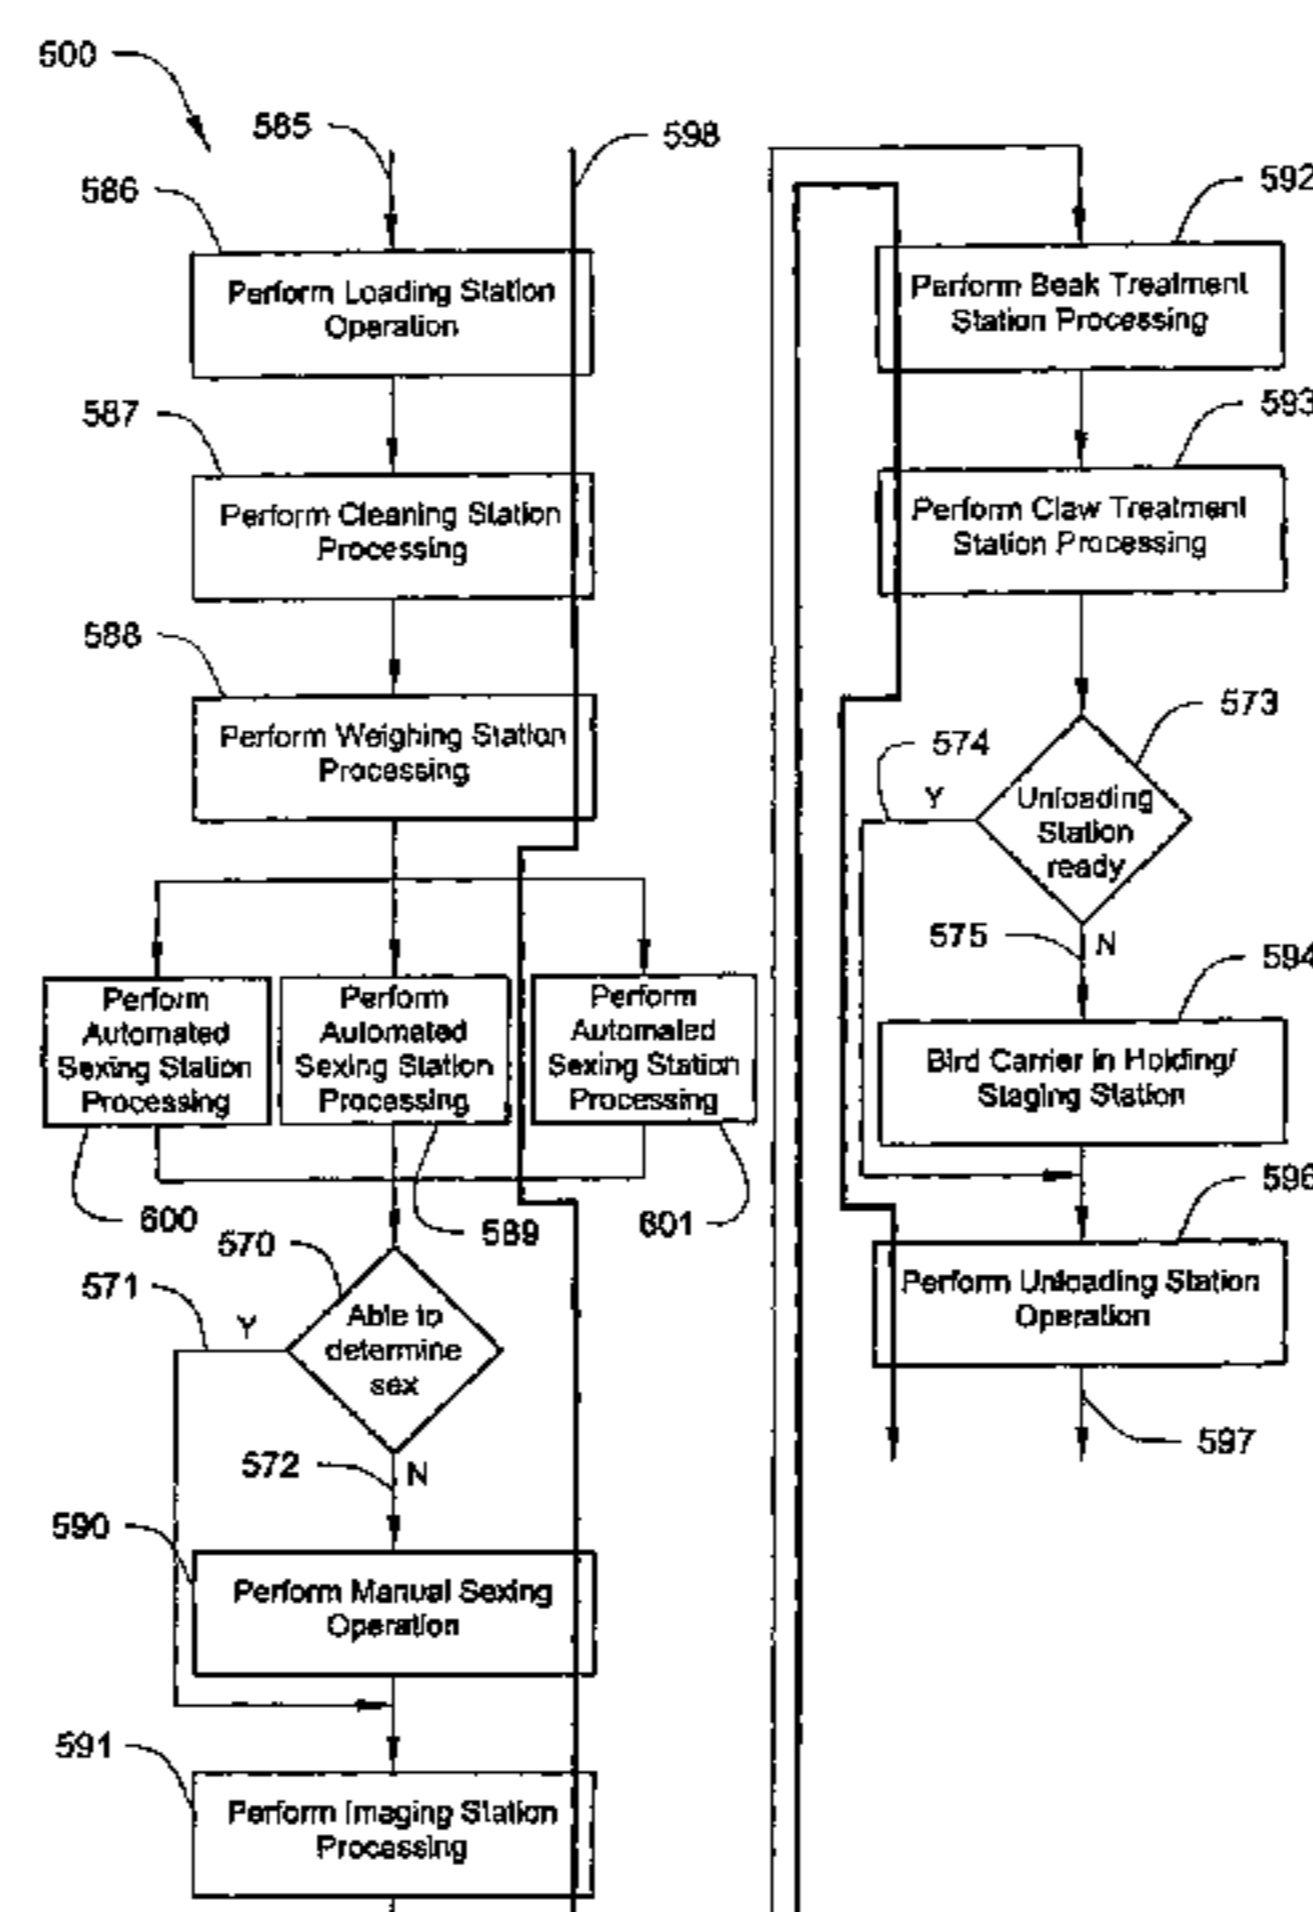 500
585
598
586
Perform Loading Station
Operation
587
Perform Cleaning Station
Processing
588
Perform Weighing Station
Processing
Perform
Automated
Sexing Station
Processing
Perform
Automated
Sexing Station
Processing
Perform
Automated
Sexing Station
Processing
600
589
601
570
571
Y
Able to
determine
sex
572
N
590
Perform Manual Sexing
Operation
591
Perform Imaging Station
Processing
592
Perform Beak Treatment
Station Processing
593
Perform Claw Treatment
Station Processing
573
574
Y
Unloading
Station
ready
575
N
594
Bird Carrier in Holding/
Staging Station
596
Perform Unloading Station
Operation
597